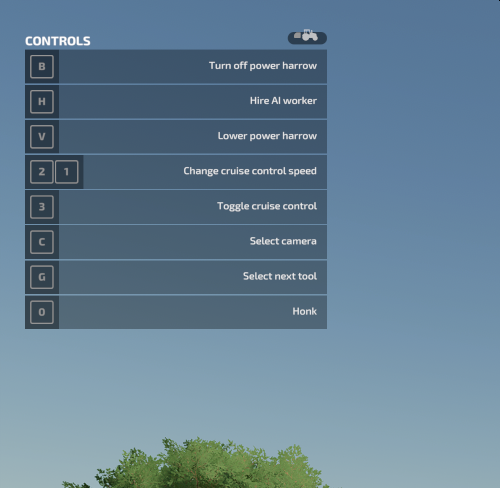 CONTROLS
B Turn off power harrow
H Hire AI worker
V Lower power harrow
2 1 Change cruise control speed
3 Toggle cruise control
C Select camera
G Select next tool
0 Honk